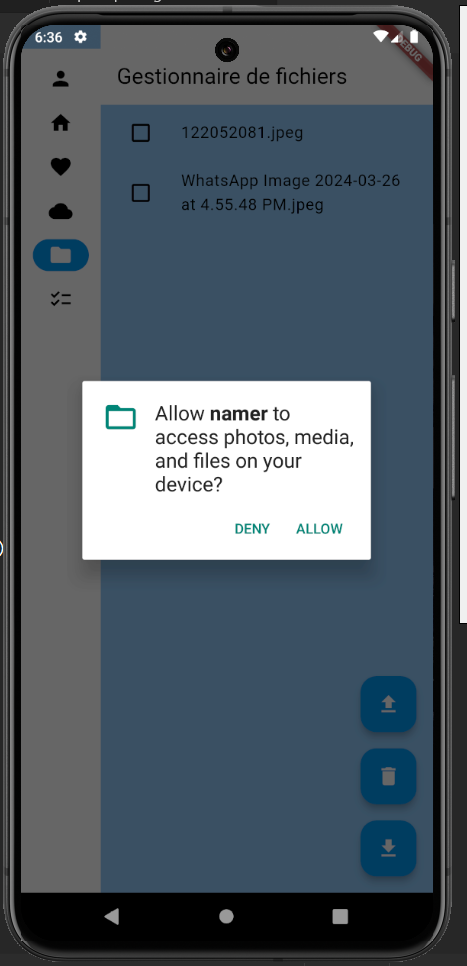 6:36
DEBUG
Gestionnaire de fichiers
122052081.jpeg
WhatsApp Image 2024-03-26
at 4.55.48 PM.jpeg
Allow namer to
access photos, media,
and files on your
device?
DENY ALLOW